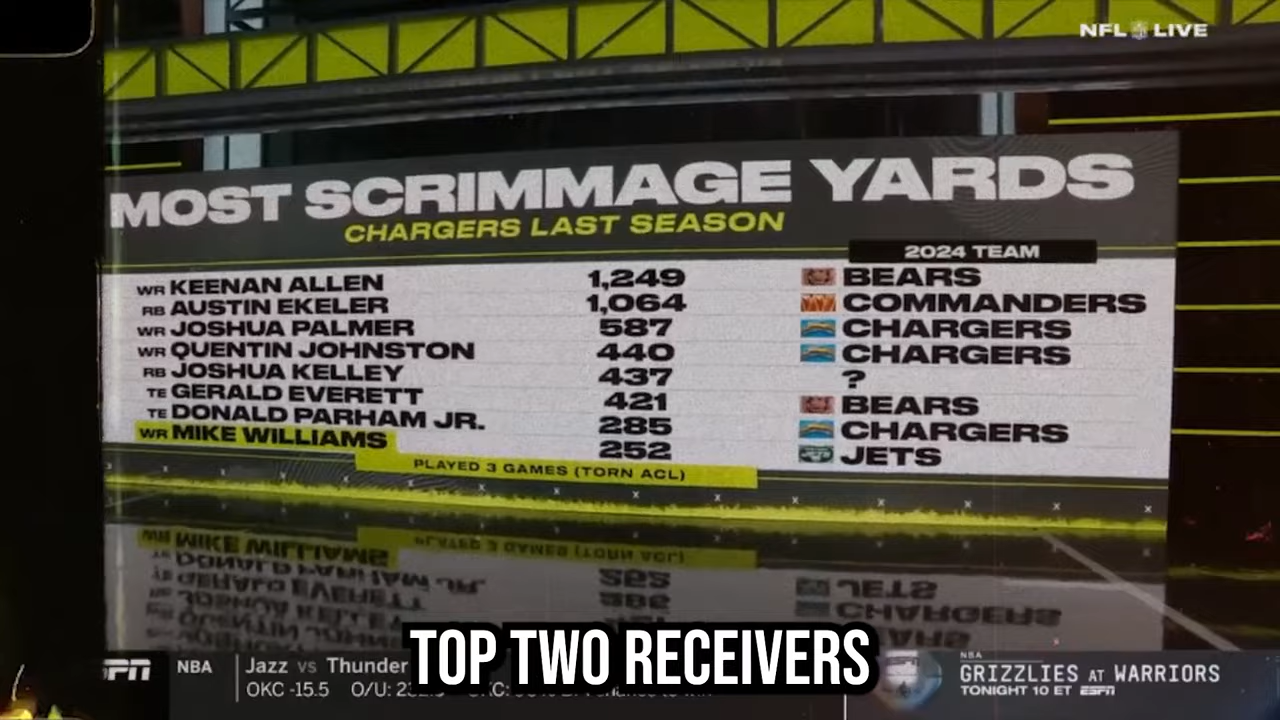 NFL LIVE
MOST SCRIMMAGE YARDS
CHARGERS LAST SEASON
2024 TEAM
WR KEENAN ALLEN 1,249 BEARS
RB AUSTIN EKELER 1,064 COMMANDERS
WR JOSHUA PALMER 587 CHARGERS
WR QUENTIN JOHNSTON 440 CHARGERS
RB JOSHUA KELLEY 437 ?
TE GERALD EVERETT 421 BEARS
TE DONALD PARHAM JR. 285 CHARGERS
WR MIKE WILLIAMS 252 JETS
PLAYED 3 GAMES (TORN ACL)
TOP TWO RECEIVERS
ESPN NBA Jazz vs Thunder
OKC -15.5 O/U:
NBA
GRIZZLIES AT WARRIORS
TONIGHT 10 ET ESPN